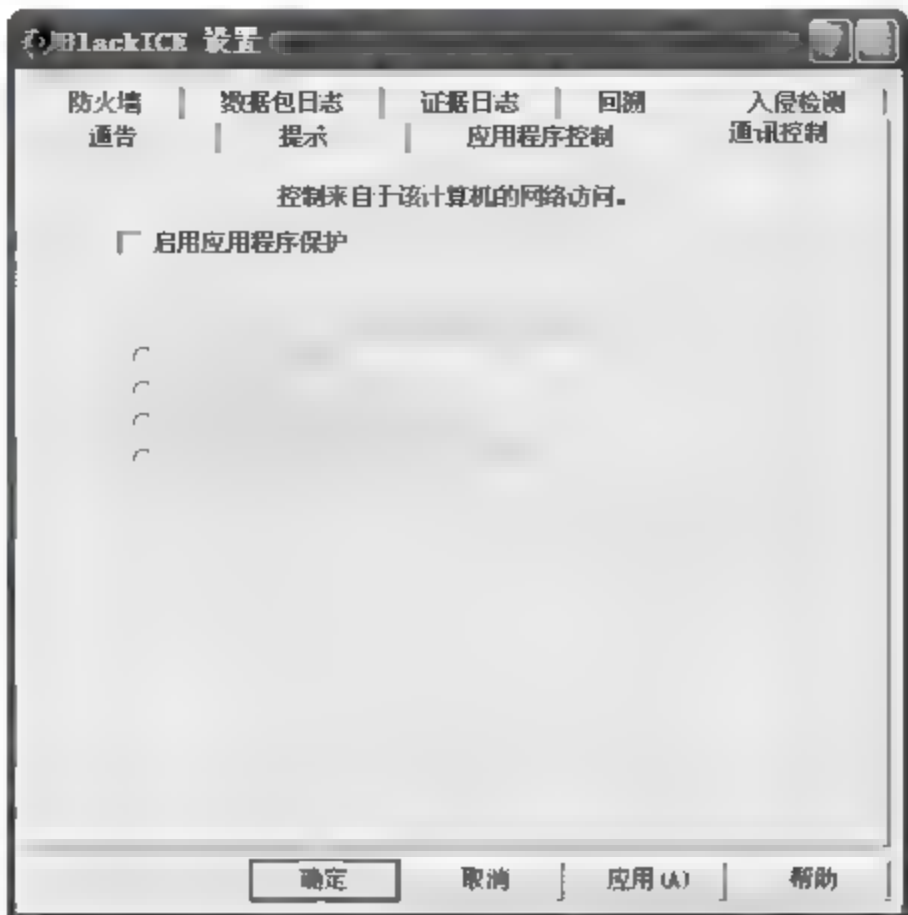 BlackICE 设置
防火墙 数据包日志 证据日志 回溯 入侵检测
通告 提示 应用程序控制 通讯控制
控制来自于该计算机的网络访问。
启用应用程序保护
确定 取消 应用(A) 帮助